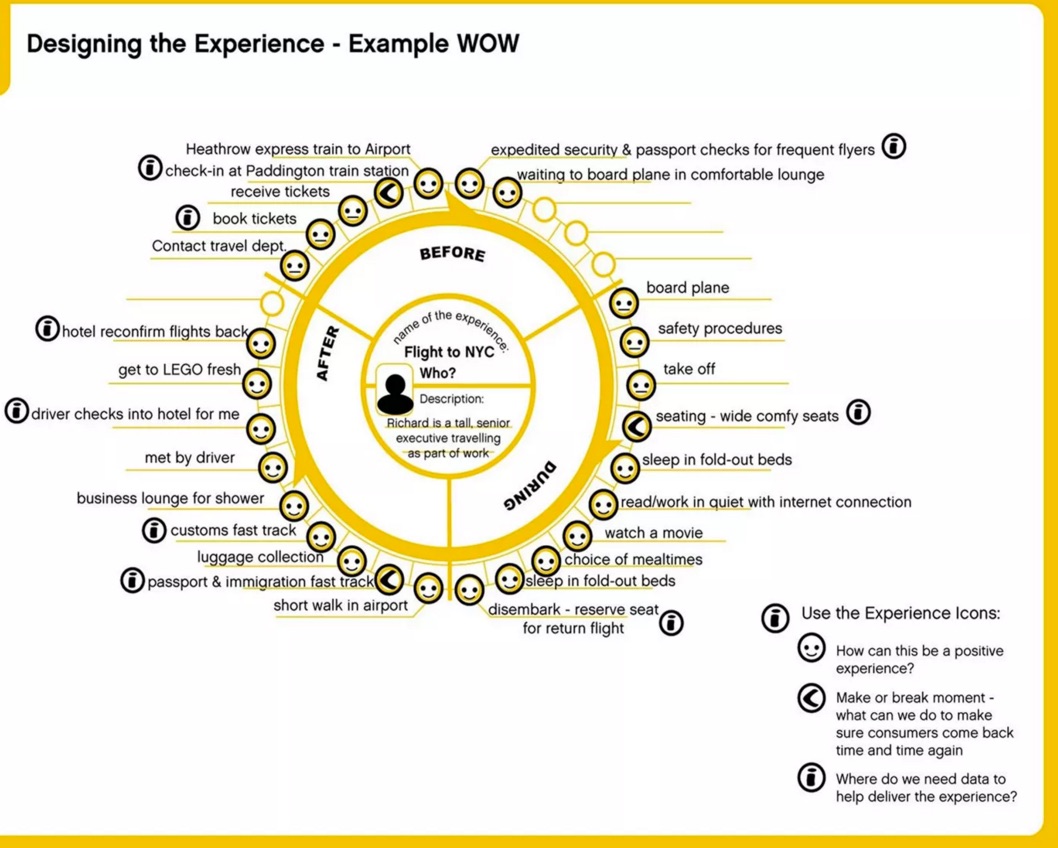 Designing the Experience - Example WOW
Heathrow express train to Airport
check-in at Paddington train station
receive tickets
book tickets
Contact travel dept.
expedited security & passport checks for frequent flyers
waiting to board plane in comfortable lounge
BEFORE
board plane
safety procedures
take off
seating - wide comfy seats
sleep in fold-out beds
read/work in quiet with internet connection
watch a movie
choice of mealtimes
sleep in fold-out beds
disembark - reserve seat
for return flight
DURING
hotel reconfirm flights back
get to LEGO fresh
driver checks into hotel for me
met by driver
business lounge for shower
customs fast track
luggage collection
passport & immigration fast track
short walk in airport
AFTER
name of the experience:
Flight to NYC
Who?
Description:
Richard is a tall, senior
executive travelling
as part of work
Use the Experience Icons:
How can this be a positive
experience?
Make or break moment -
what can we do to make
sure consumers come back
time and time again
Where do we need data to
help deliver the experience?